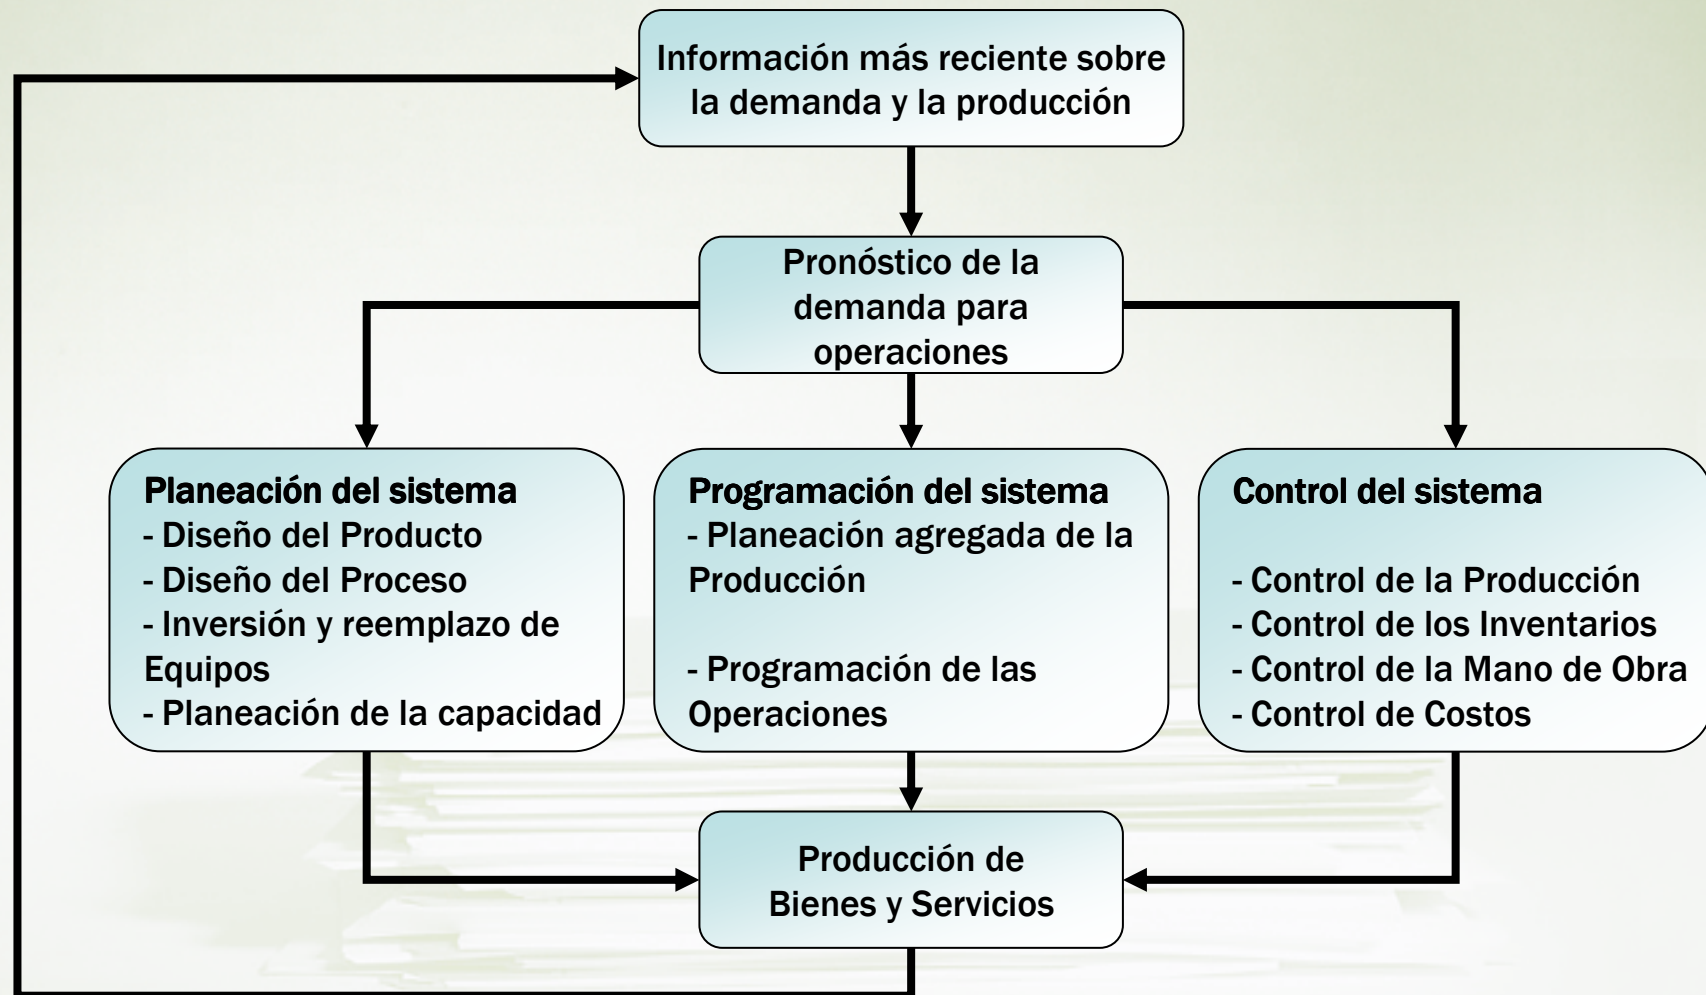 Información más reciente sobre
la demanda y la producción
Pronóstico de la
demanda para
operaciones
Planeación del sistema
- Diseño del Producto
- Diseño del Proceso
- Inversión y reemplazo de
Equipos
- Planeación de la capacidad
Programación del sistema
- Planeación agregada de la
Producción
- Programación de las
Operaciones
Control del sistema
- Control de la Producción
- Control de los Inventarios
- Control de la Mano de Obra
- Control de Costos
Producción de
Bienes y Servicios